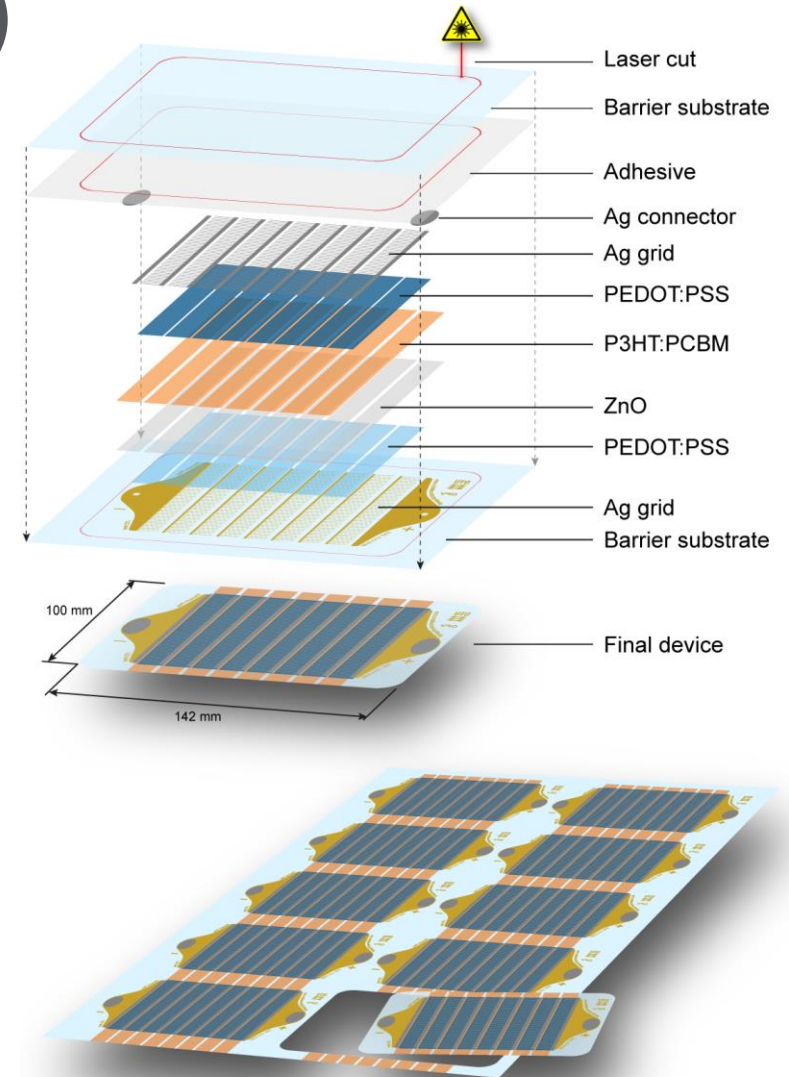 Laser cut
Barrier substrate
Adhesive
Ag connector
Ag grid
PEDOT:PSS
P3HT:PCBM
ZnO
PEDOT:PSS
Ag grid
Barrier substrate
100 mm
Final device
142 mm